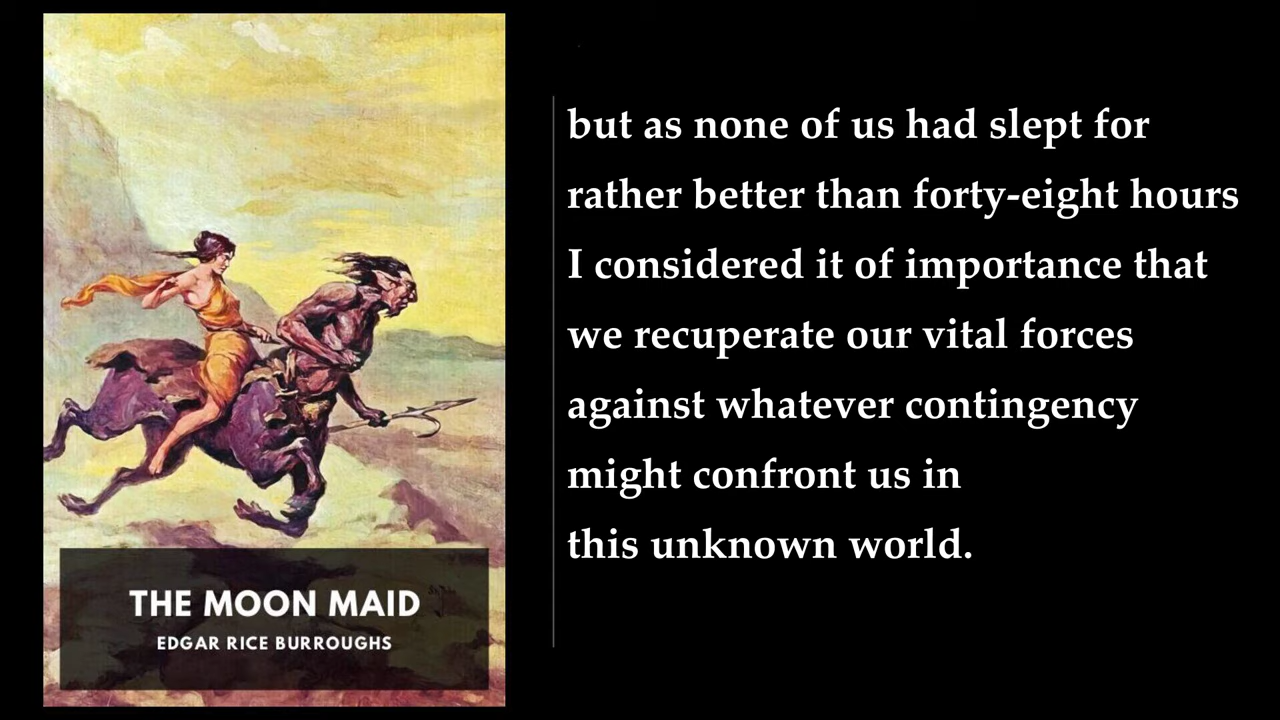 THE MOON MAID
EDGAR RICE BURROUGHS
but as none of us had slept for
rather better than forty-eight hours
I considered it of importance that
we recuperate our vital forces
against whatever contingency
might confront us in
this unknown world.